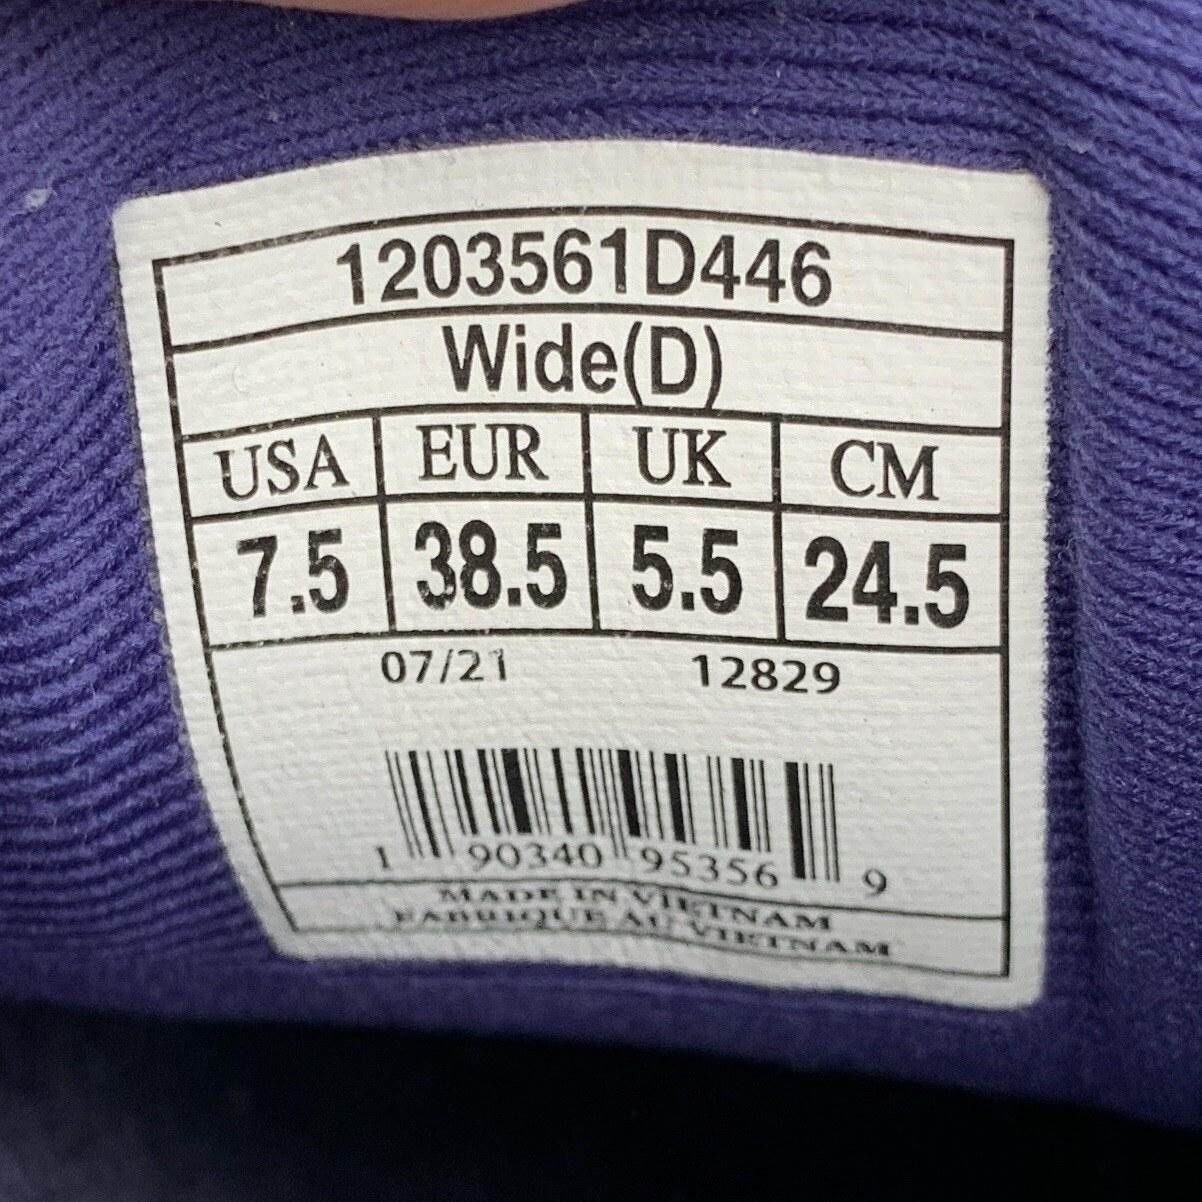 1203561D446
Wide(D)
USA EUR UK CM
7.5 38.5 5.5 24.5
07/21 12829
1 90340 95356 9
MADE IN VIETNAM
FABRIQUE AU VIETNAM